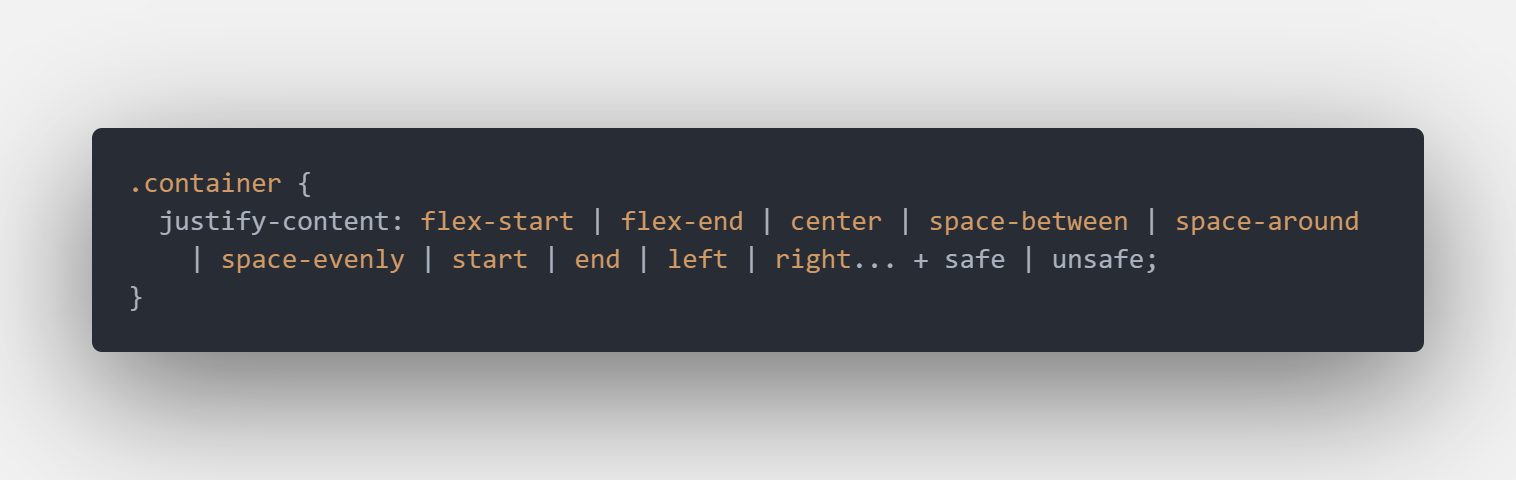 .container {
  justify-content: flex-start | flex-end | center | space-between | space-around
    | space-evenly | start | end | left | right... + safe | unsafe;
}